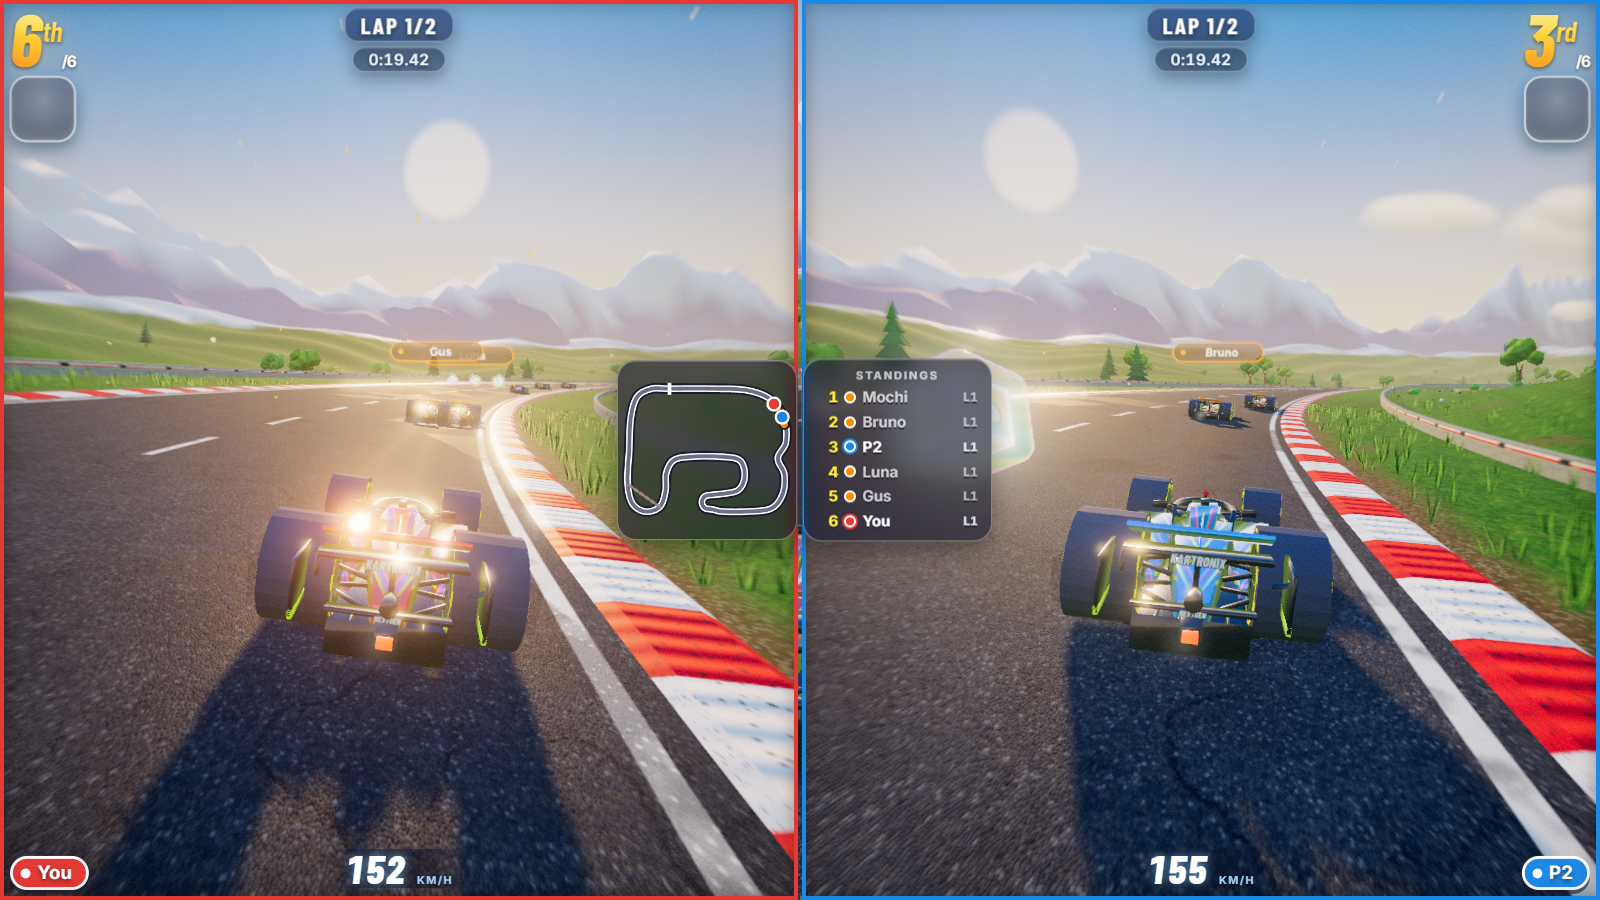 6th
/6
LAP 1/2
0:19.42
Gus
KARTRONIX
152 KM/H
You
LAP 1/2
0:19.42
3rd
/6
Bruno
STANDINGS
1 Mochi L1
2 Bruno L1
3 P2 L1
4 Luna L1
5 Gus L1
6 You L1
KARTRONIX
155 KM/H
P2